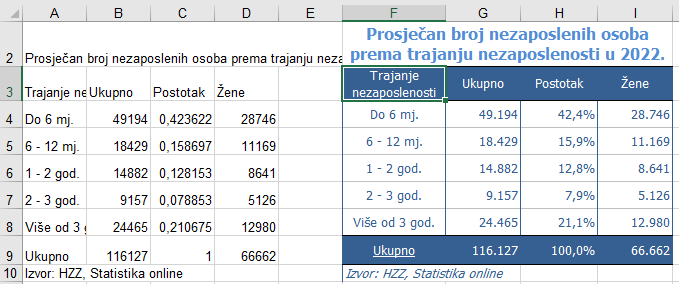 A B C D E F G H I
2 Prosječan broj nezaposlenih osoba prema trajanju neza Prosječan broj nezaposlenih osoba
prema trajanju nezaposlenosti u 2022.
3 Trajanje ne Ukupno Postotak Žene Trajanje
nezaposlenosti Ukupno Postotak Žene
4 Do 6 mj. 49194 0,423622 28746 Do 6 mj. 49.194 42,4% 28.746
5 6 - 12 mj. 18429 0,158697 11169 6 - 12 mj. 18.429 15,9% 11.169
6 1 - 2 god. 14882 0,128153 8641 1 - 2 god. 14.882 12,8% 8.641
7 2 - 3 god. 9157 0,078853 5126 2 - 3 god. 9.157 7,9% 5.126
8 Više od 3 g 24465 0,210675 12980 Više od 3 god. 24.465 21,1% 12.980
9 Ukupno 116127 1 66662 Ukupno 116.127 100,0% 66.662
10 Izvor: HZZ, Statistika online Izvor: HZZ, Statistika online